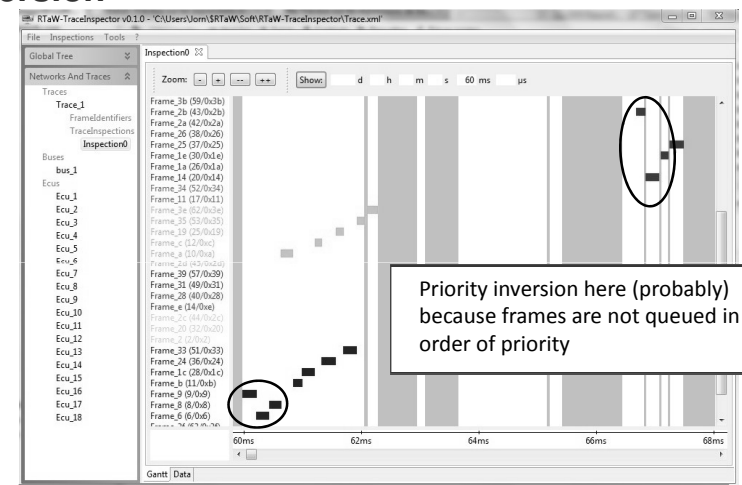 RTaW-TraceInspector v0.1.0 - 'C:\Users\Jorn\$RTaW\Soft\RTaW-TraceInspector\Trace.xml'
File Inspections Tools ?
Global Tree
Networks And Traces
Traces
Trace_1
FrameIdentifiers
TraceInspections
Inspection0
Buses
bus_1
Ecus
Ecu_1
Ecu_2
Ecu_3
Ecu_4
Ecu_5
Ecu_6
Ecu_7
Ecu_8
Ecu_9
Ecu_10
Ecu_11
Ecu_12
Ecu_13
Ecu_14
Ecu_15
Ecu_16
Ecu_17
Ecu_18
Inspection0
Zoom: - + -- ++ Show: d h m s 60 ms µs
Frame_3b (59/0x3b)
Frame_2b (43/0x2b)
Frame_2a (42/0x2a)
Frame_26 (38/0x26)
Frame_25 (37/0x25)
Frame_1e (30/0x1e)
Frame_1a (26/0x1a)
Frame_14 (20/0x14)
Frame_34 (52/0x34)
Frame_11 (17/0x11)
Frame_3e (62/0x3e)
Frame_35 (53/0x35)
Frame_19 (25/0x19)
Frame_c (12/0xc)
Frame_a (10/0xa)
Frame_2d (45/0x2d)
Frame_39 (57/0x39)
Frame_31 (49/0x31)
Frame_28 (40/0x28)
Frame_e (14/0xe)
Frame_2c (44/0x2c)
Frame_20 (32/0x20)
Frame_2 (2/0x2)
Frame_33 (51/0x33)
Frame_24 (36/0x24)
Frame_1c (28/0x1c)
Frame_b (11/0xb)
Frame_9 (9/0x9)
Frame_8 (8/0x8)
Frame_6 (6/0x6)
Priority inversion here (probably)
because frames are not queued in
order of priority
60ms 62ms 64ms 66ms 68ms
Gantt Data